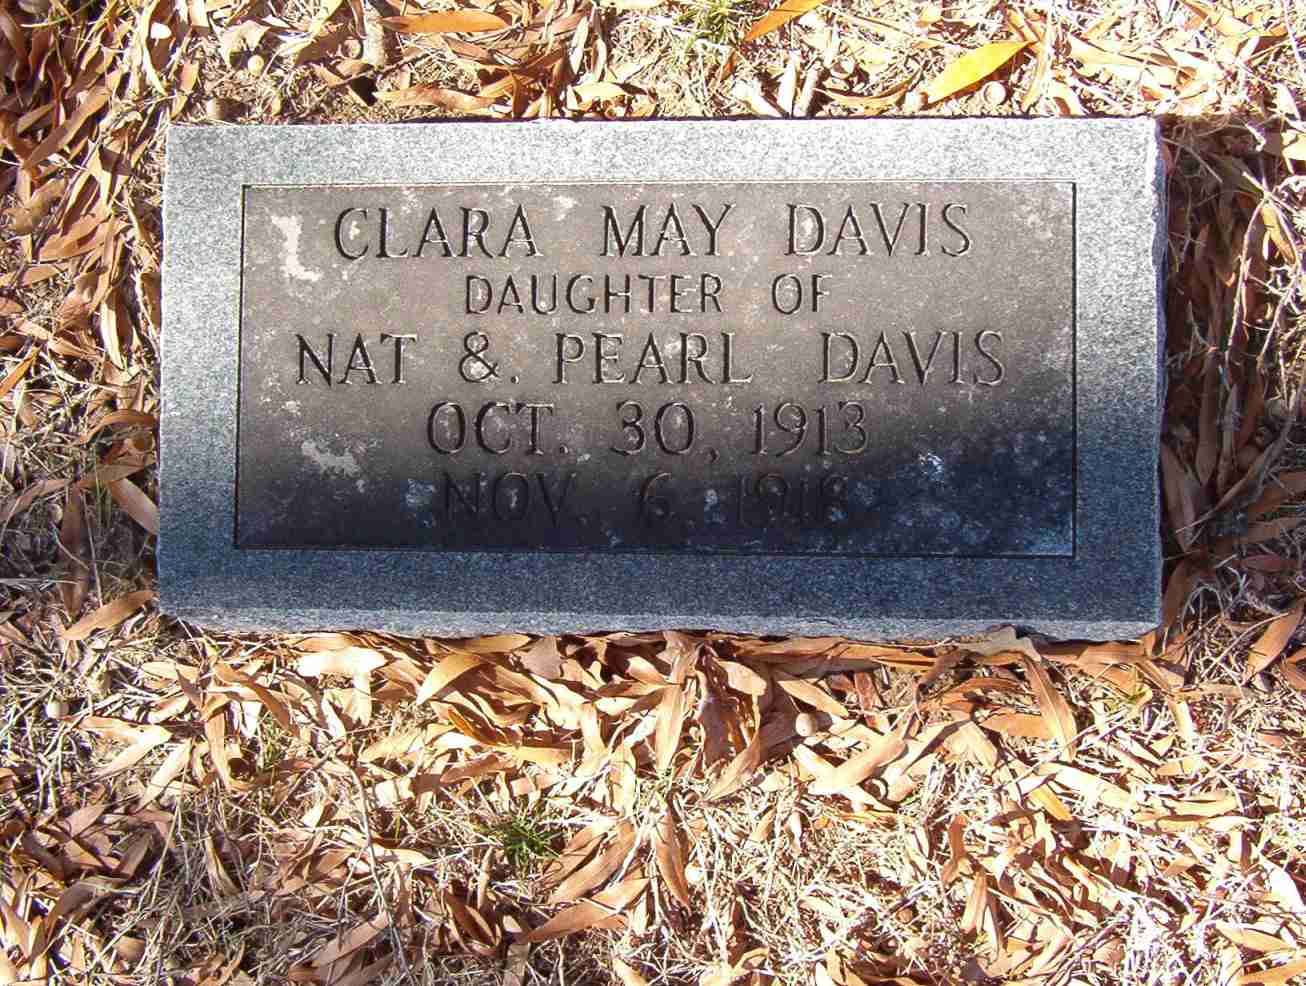 CLARA MAY DAVIS
DAUGHTER OF
NAT & PEARL DAVIS
OCT. 30, 1913
NOV. 6, 1918